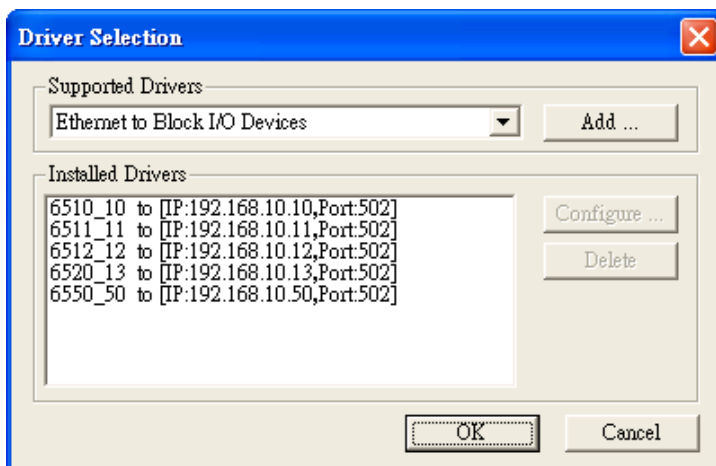 Driver Selection
Supported Drivers
Ethernet to Block I/O Devices
Add ...
Installed Drivers
6510_10 to [IP:192.168.10.10,Port:502]
6511_11 to [IP:192.168.10.11,Port:502]
6512_12 to [IP:192.168.10.12,Port:502]
6520_13 to [IP:192.168.10.13,Port:502]
6550_50 to [IP:192.168.10.50,Port:502]
Configure ...
Delete
OK
Cancel